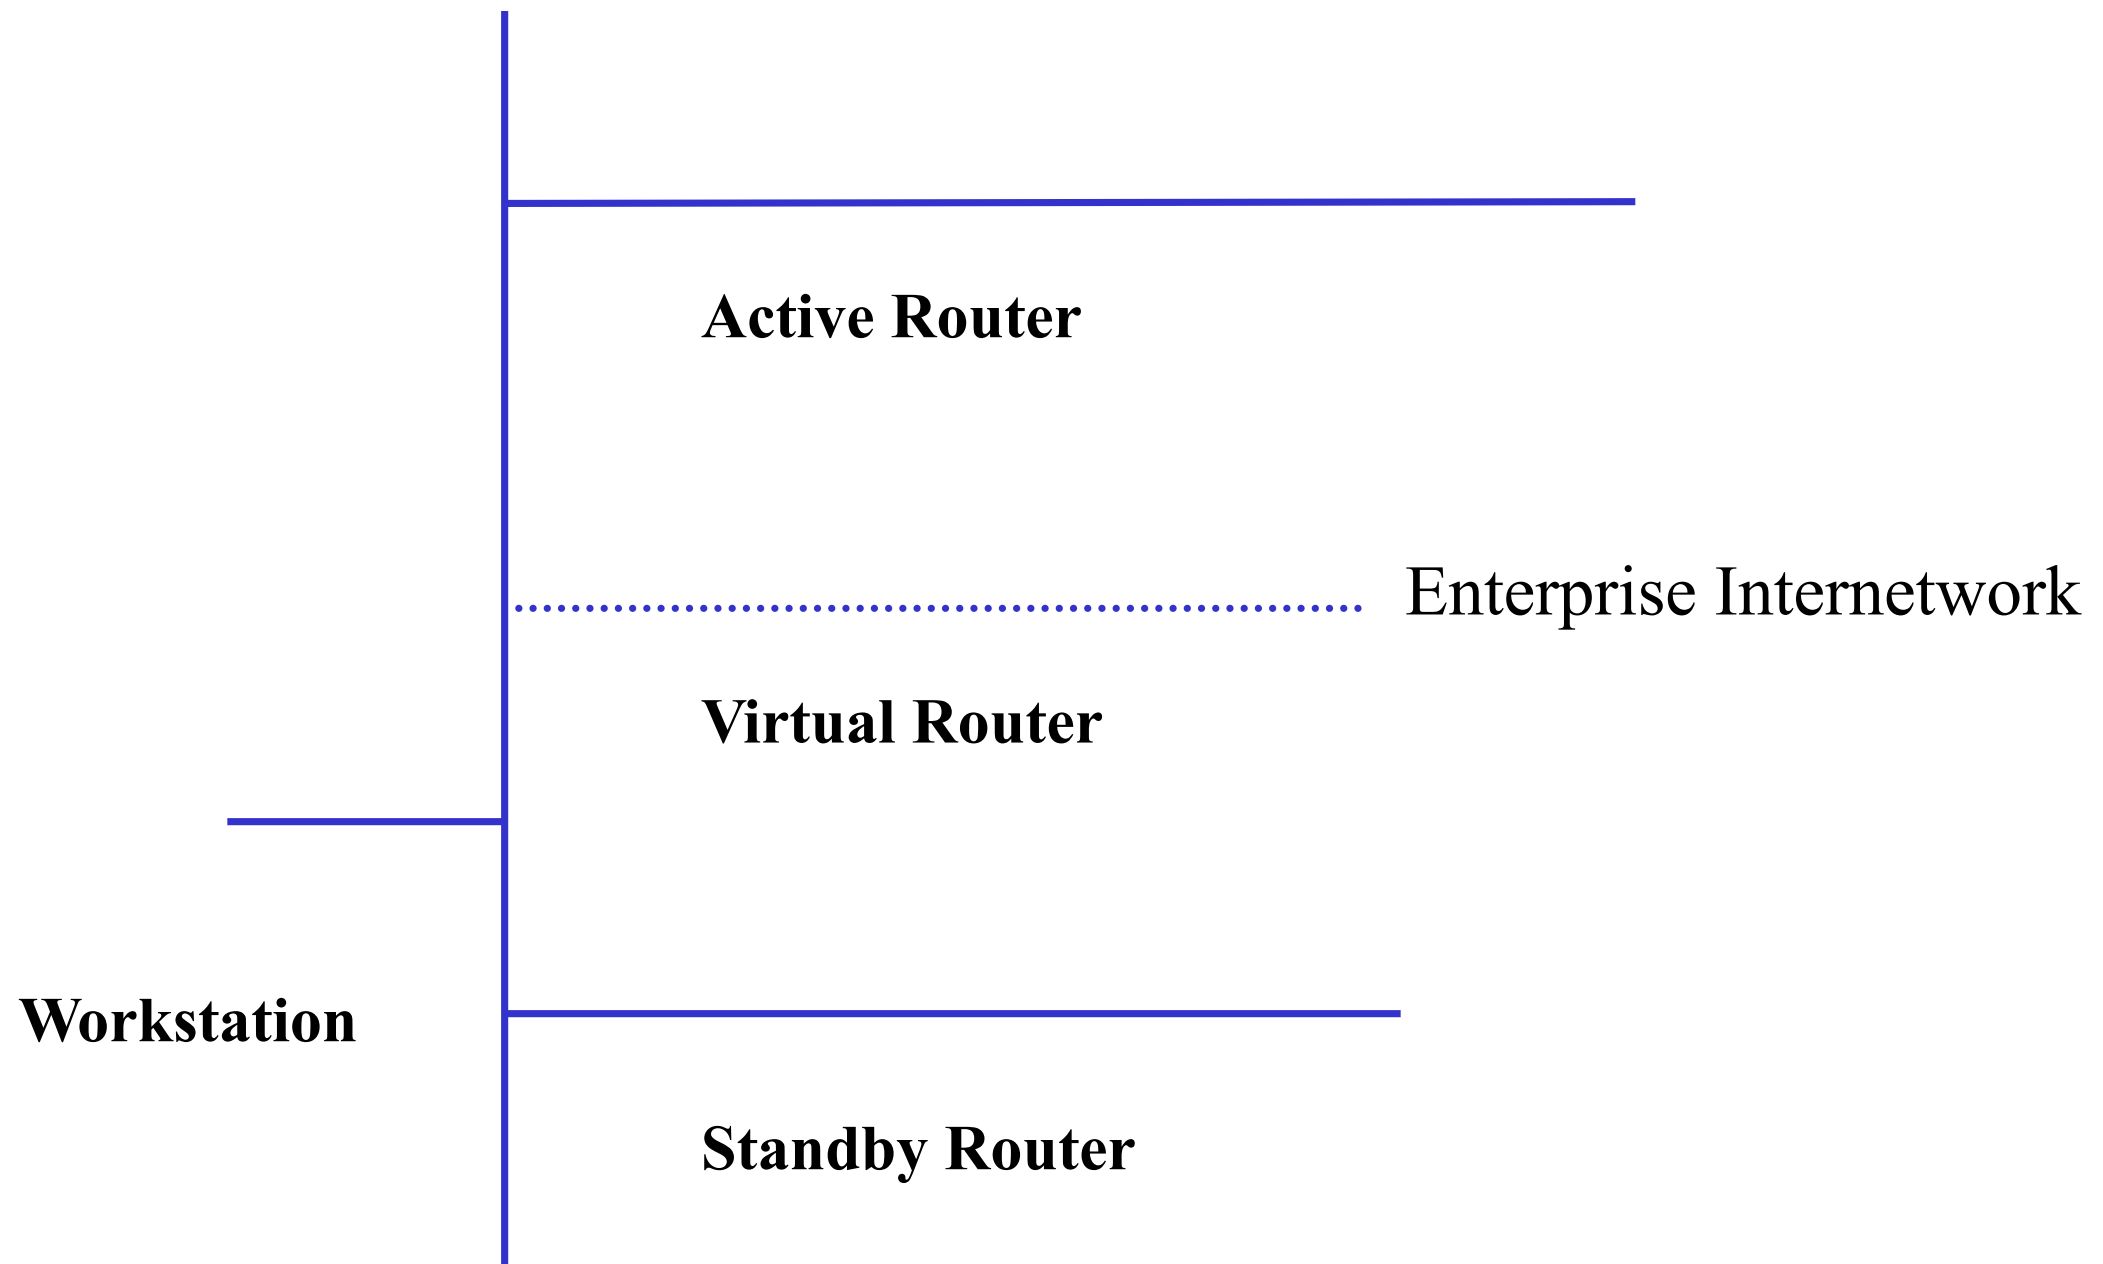 Active Router
Enterprise Internetwork
Virtual Router
Workstation
Standby Router